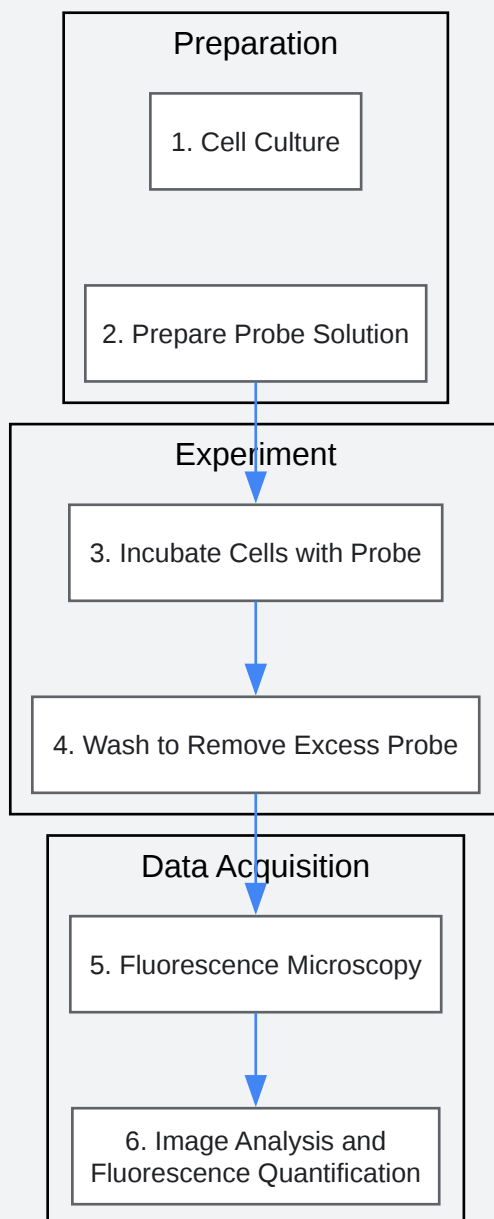 Preparation
1. Cell Culture
2. Prepare Probe Solution
Experiment
3. Incubate Cells with Probe
4. Wash to Remove Excess Probe
Data Acquisition
5. Fluorescence Microscopy
6. Image Analysis and
Fluorescence Quantification